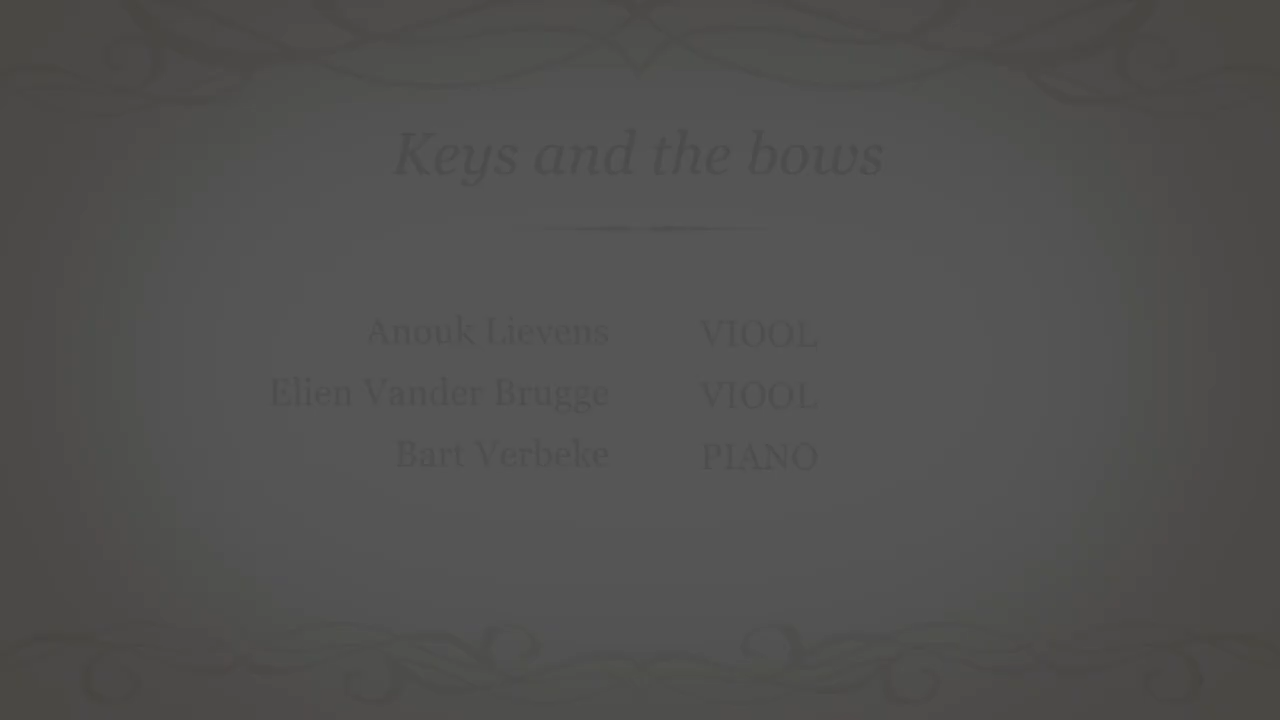 Keys and the bows
Anouk Lievens VIOOL
Elien Vander Brugge VIOOL
Bart Verbeke PIANO